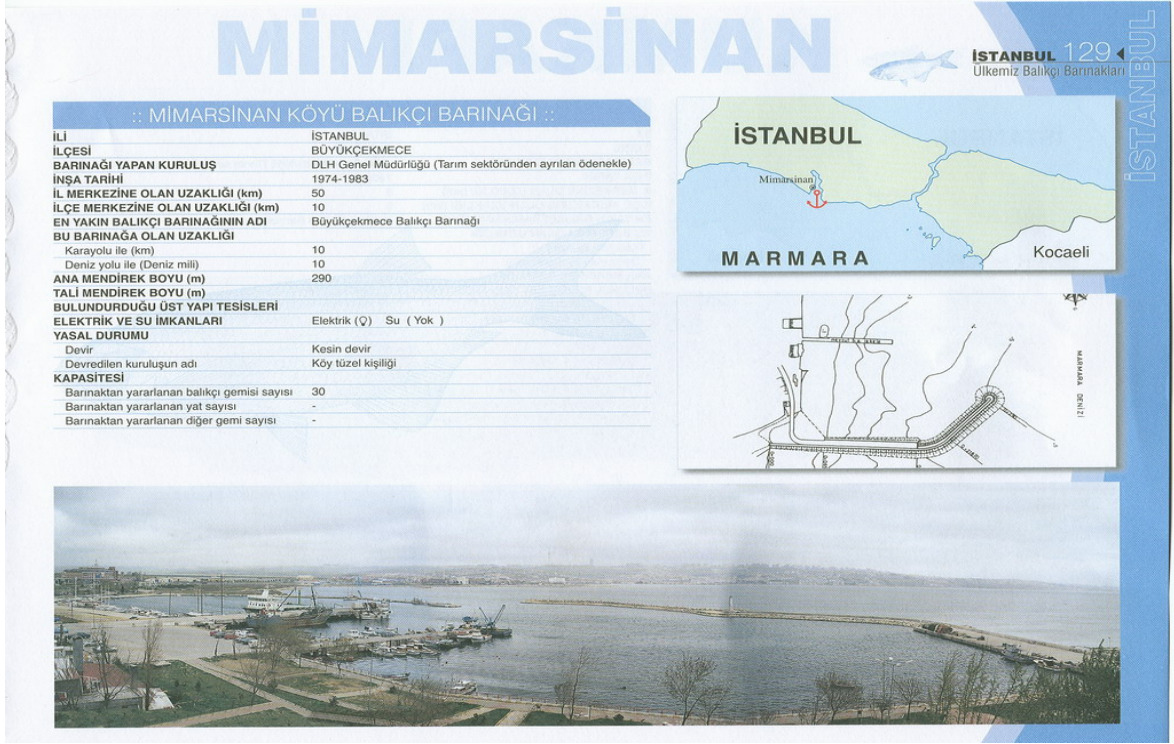 MİMARSİNAN
İSTANBUL 129
Ülkemiz Balıkçı Barınakları
İSTANBUL
:: MİMARSİNAN KÖYÜ BALIKÇI BARINAĞI ::
İLİ İSTANBUL
İLÇESİ BÜYÜKÇEKMECE
BARINAĞI YAPAN KURULUŞ DLH Genel Müdürlüğü (Tarım sektöründen ayrılan ödenekle)
İNŞA TARİHİ 1974-1983
İL MERKEZİNE OLAN UZAKLIĞI (km) 50
İLÇE MERKEZİNE OLAN UZAKLIĞI (km) 10
EN YAKIN BALIKÇI BARINAĞININ ADI Büyükçekmece Balıkçı Barınağı
BU BARINAĞA OLAN UZAKLIĞI
Karayolu ile (km) 10
Deniz yolu ile (Deniz mili) 10
ANA MENDİREK BOYU (m) 290
TALİ MENDİREK BOYU (m)
BULUNDURDUĞU ÜST YAPI TESİSLERİ
ELEKTRİK VE SU İMKANLARI Elektrik ( ) Su ( Yok )
YASAL DURUMU
Devir Kesin devir
Devredilen kuruluşun adı Köy tüzel kişiliği
KAPASİTESİ
Barınaktan yararlanan balıkçı gemisi sayısı 30
Barınaktan yararlanan yat sayısı -
Barınaktan yararlanan diğer gemi sayısı -
İSTANBUL
Mimarsinan
Kocaeli
MARMARA
MARMARA DENİZİ